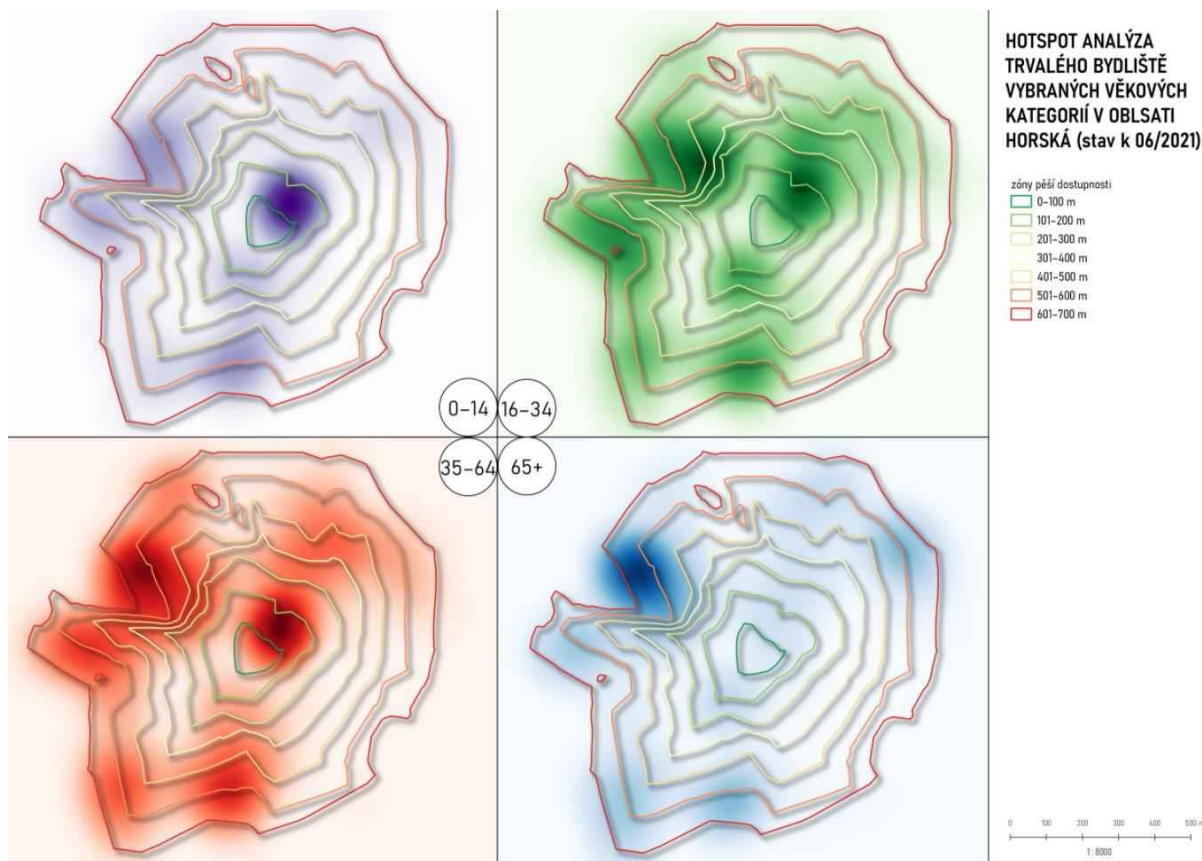 HOTSPOT ANALÝZA
TRVALÉHO BYDLIŠTĚ
VYBRANÝCH VĚKOVÝCH
KATEGORIÍ V OBLSATI
HORSKÁ (stav k 06/2021)
zóny pěší dostupnosti
0–100 m
101–200 m
201–300 m
301–400 m
401–500 m
501–600 m
601–700 m
0–14
16–34
35–64
65+
0 100 200 300 400 500 m
1: 8000